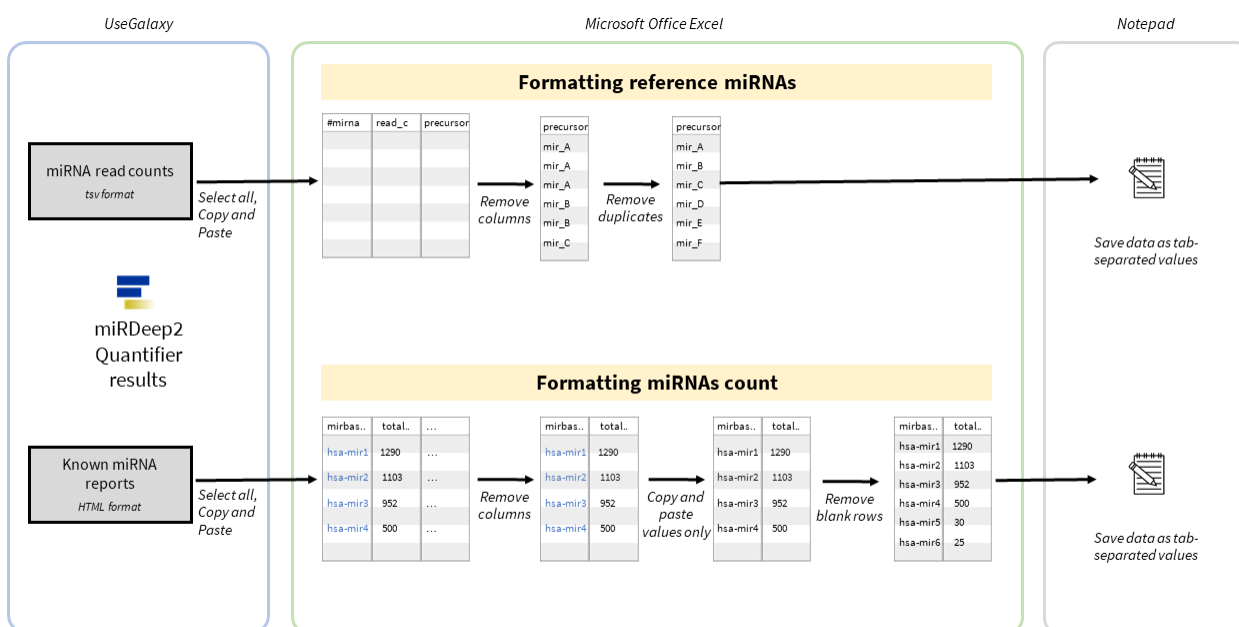 UseGalaxy
Microsoft Office Excel
Notepad
Formatting reference miRNAs
miRNA read counts
tsv format
Select all,
Copy and
Paste
#mirna read_c precursor
Remove
columns
precursor
mir_A
mir_A
mir_A
mir_B
mir_B
mir_C
Remove
duplicates
precursor
mir_A
mir_B
mir_C
mir_D
mir_E
mir_F
Save data as tab-
separated values
miRDeep2
Quantifier
results
Formatting miRNAs count
Known miRNA
reports
HTML format
Select all,
Copy and
Paste
mirbas.. total.. ...
hsa-mir1 1290 ...
hsa-mir2 1103 ...
hsa-mir3 952 ...
hsa-mir4 500 ...
Remove
columns
mirbas.. total..
hsa-mir1 1290
hsa-mir2 1103
hsa-mir3 952
hsa-mir4 500
Copy and
paste
values only
mirbas.. total..
hsa-mir1 1290
hsa-mir2 1103
hsa-mir3 952
hsa-mir4 500
Remove
blank rows
mirbas.. total..
hsa-mir1 1290
hsa-mir2 1103
hsa-mir3 952
hsa-mir4 500
hsa-mir5 30
hsa-mir6 25
Save data as tab-
separated values